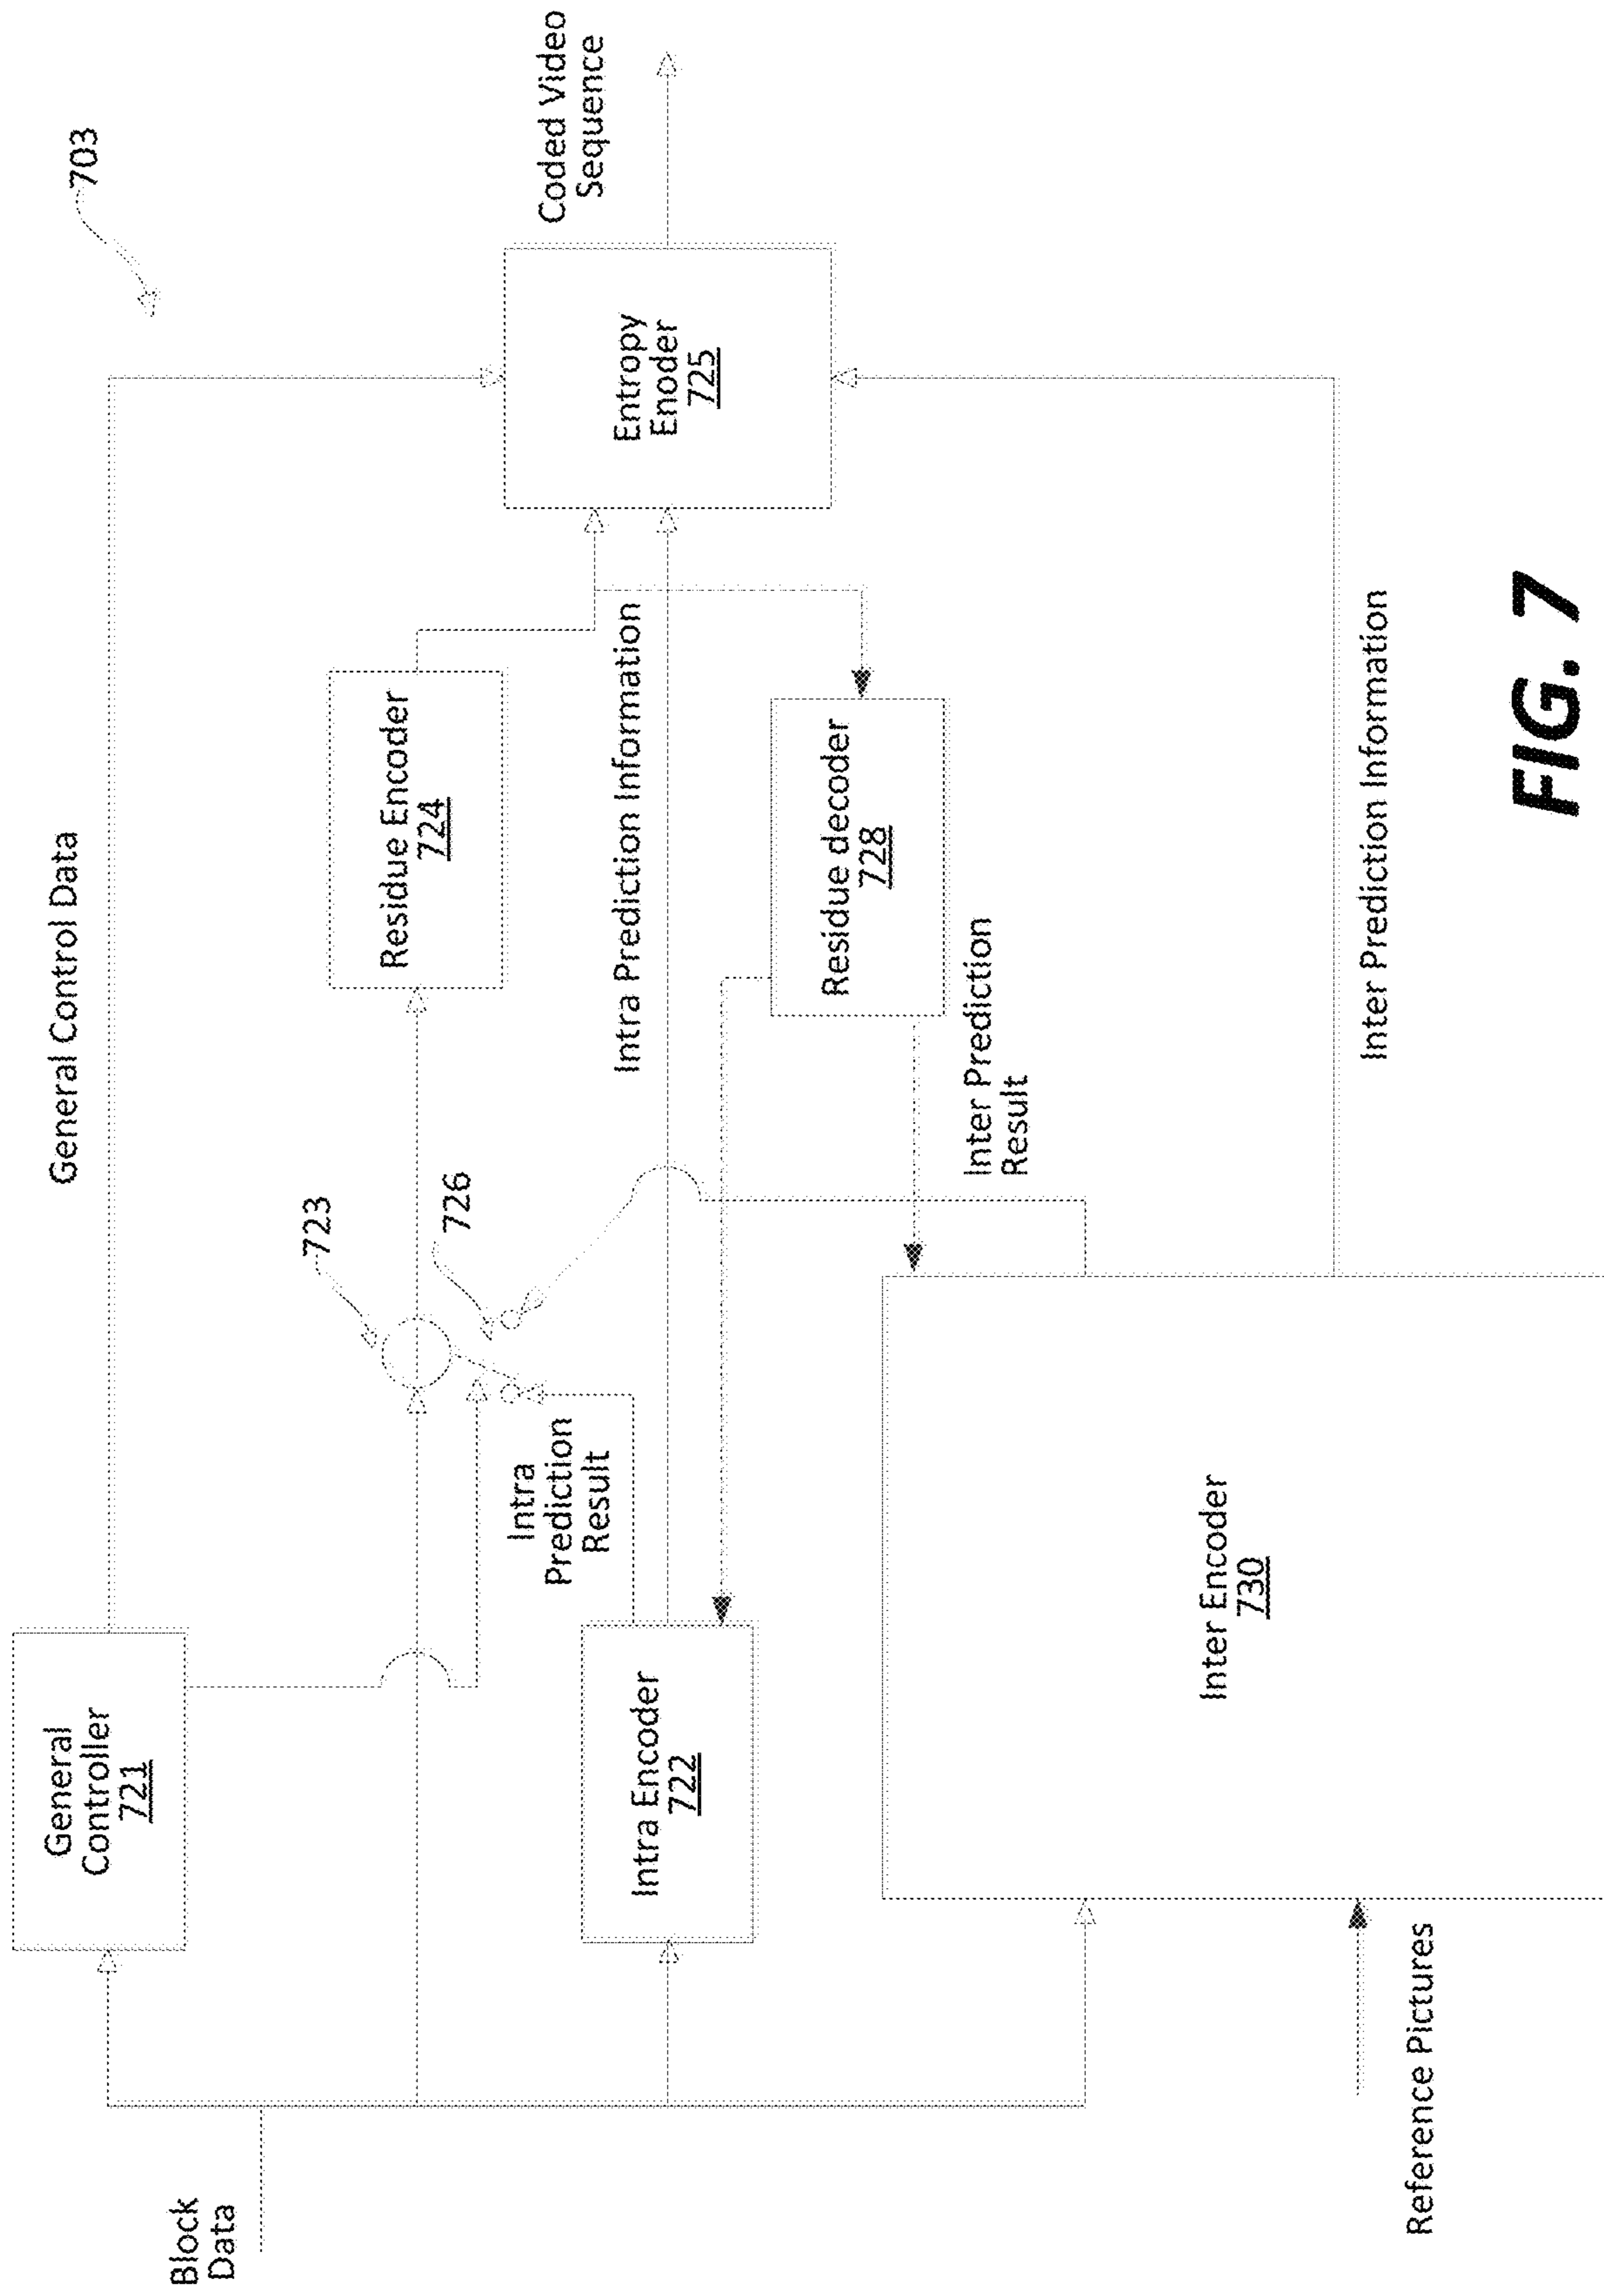 703
General Control Data
General
Controller
721
723
726
Residue Encoder
724
Coded Video
Sequence
Entropy
Enoder
725
Block
Data
Intra
Prediction
Result
Intra Prediction Information
Intra Encoder
722
Residue decoder
728
Inter Prediction
Result
Inter Encoder
730
Inter Prediction Information
Reference Pictures
FIG. 7